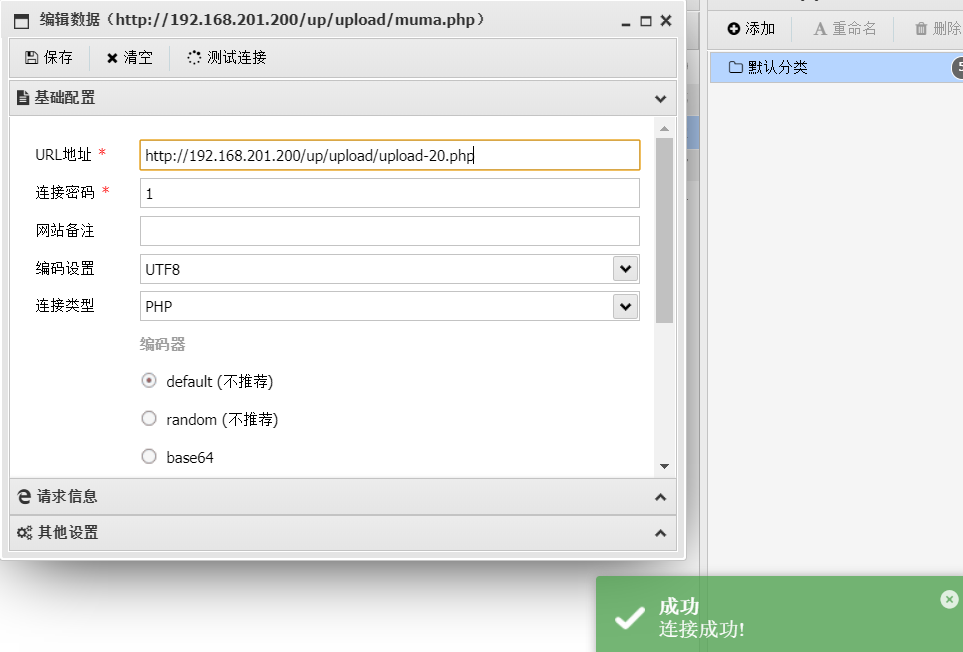 编辑数据（http://192.168.201.200/up/upload/muma.php）
保存 清空 测试连接
添加 重命名 删除
默认分类
基础配置
URL地址 * http://192.168.201.200/up/upload/upload-20.php
连接密码 * 1
网站备注
编码设置 UTF8
连接类型 PHP
编码器
default (不推荐)
random (不推荐)
base64
请求信息
其他设置
成功
连接成功!